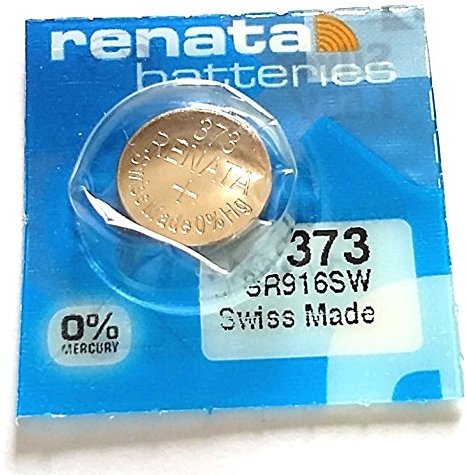 renata
batteries
373
RENATA
+
Swiss Made 0% Hg
373
SR916SW
Swiss Made
0%
MERCURY